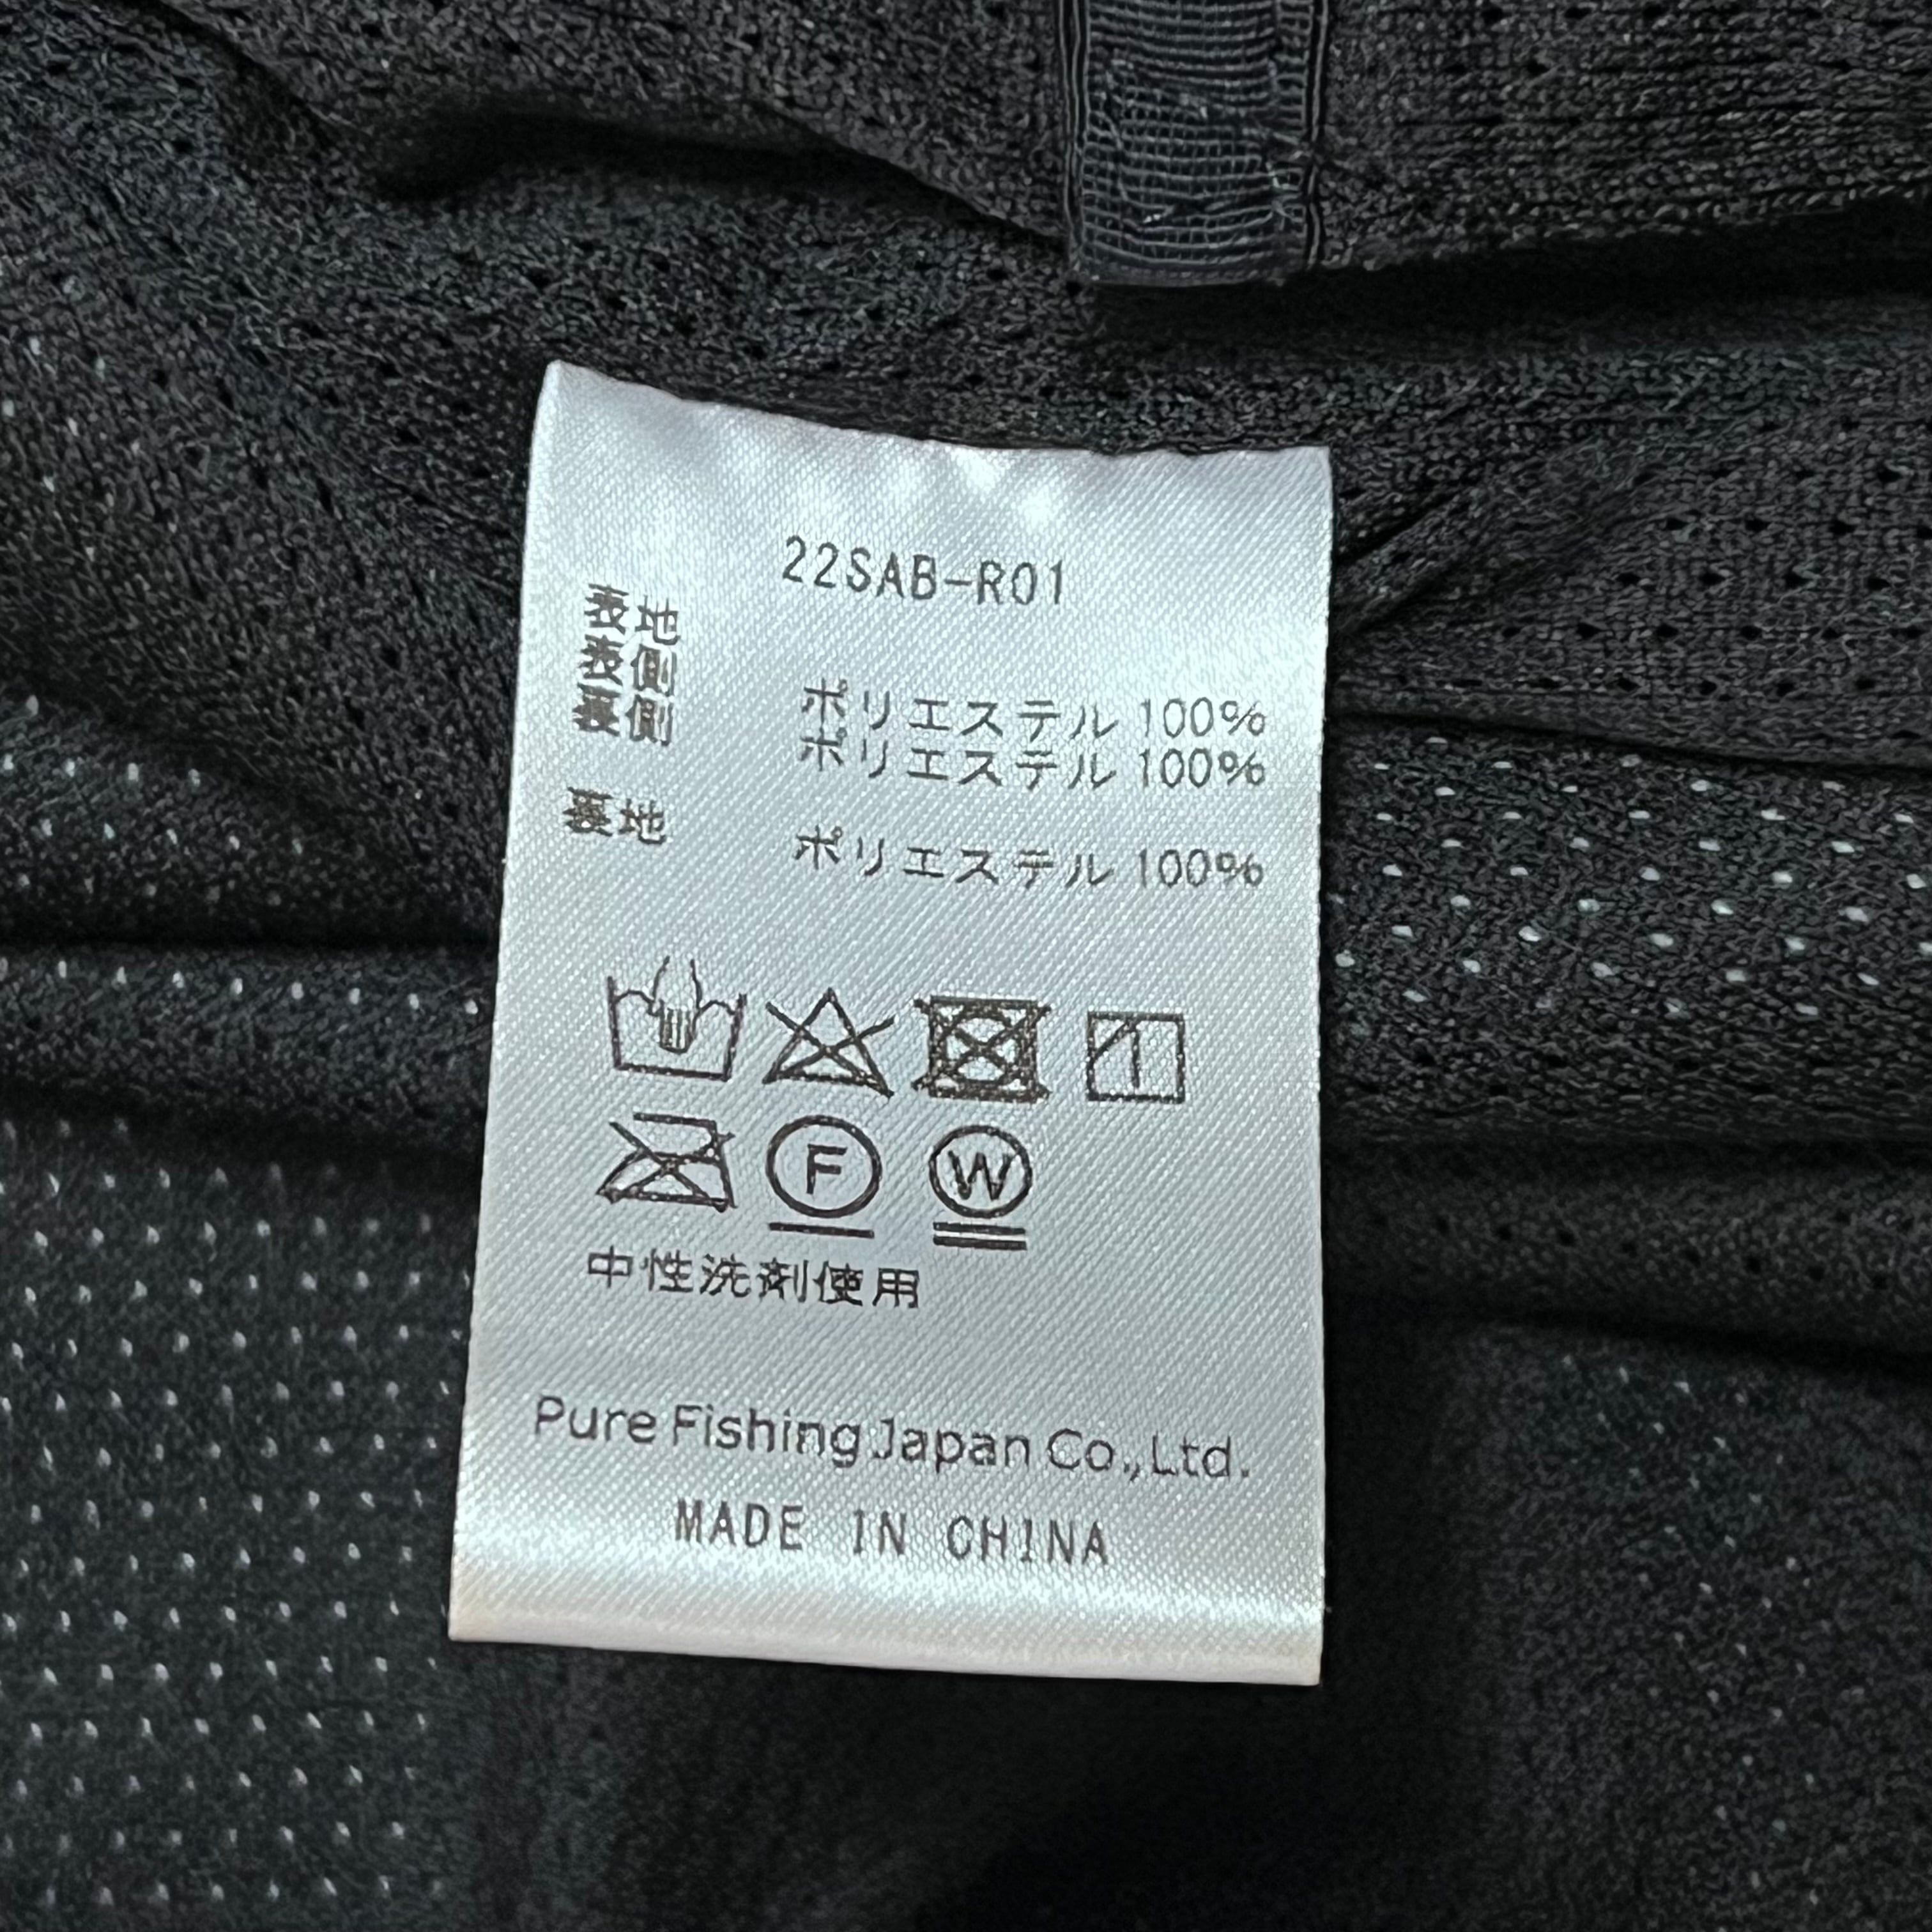 22SAB-R01
表地
表側 ポリエステル 100%
裏側 ポリエステル 100%
裏地 ポリエステル 100%
F W
中性洗剤使用
Pure Fishing Japan Co.,Ltd.
MADE IN CHINA